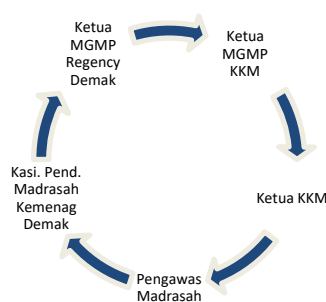 Ketua
MGMP
Regency
Demak
Ketua
MGMP
KKM
Ketua KKM
Pengawas
Madrasah
Kasi. Pend.
Madrasah
Kemenag
Demak